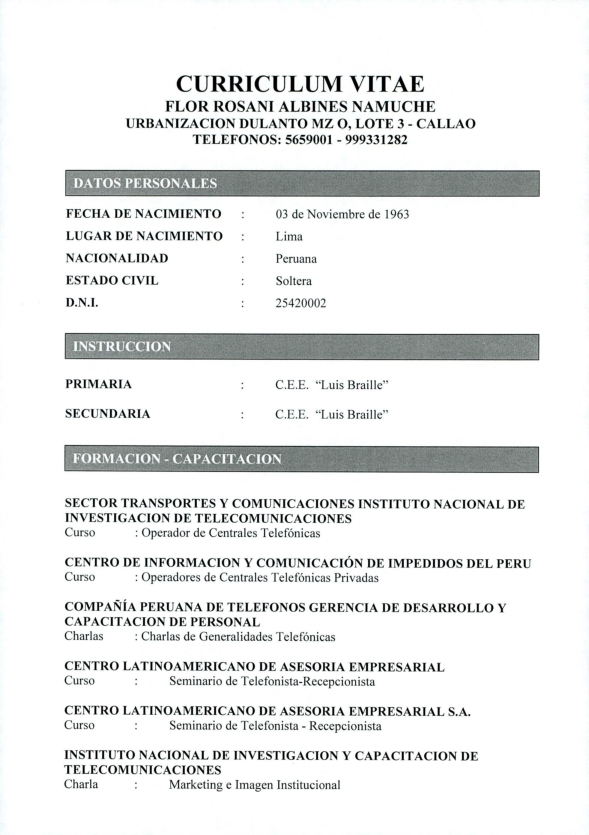 CURRICULUM VITAE
FLOR ROSANI ALBINES NAMUCHE
URBANIZACION DULANTO MZ O, LOTE 3 - CALLAO
TELEFONOS: 5659001 - 999331282
DATOS PERSONALES
FECHA DE NACIMIENTO : 03 de Noviembre de 1963
LUGAR DE NACIMIENTO : Lima
NACIONALIDAD : Peruana
ESTADO CIVIL : Soltera
D.N.I. : 25420002
INSTRUCCION
PRIMARIA : C.E.E. “Luis Braille”
SECUNDARIA : C.E.E. “Luis Braille”
FORMACION - CAPACITACION
SECTOR TRANSPORTES Y COMUNICACIONES INSTITUTO NACIONAL DE
INVESTIGACION DE TELECOMUNICACIONES
Curso : Operador de Centrales Telefónicas
CENTRO DE INFORMACION Y COMUNICACIÓN DE IMPEDIDOS DEL PERU
Curso : Operadores de Centrales Telefónicas Privadas
COMPAÑÍA PERUANA DE TELEFONOS GERENCIA DE DESARROLLO Y
CAPACITACION DE PERSONAL
Charlas : Charlas de Generalidades Telefónicas
CENTRO LATINOAMERICANO DE ASESORIA EMPRESARIAL
Curso : Seminario de Telefonista-Recepcionista
CENTRO LATINOAMERICANO DE ASESORIA EMPRESARIAL S.A.
Curso : Seminario de Telefonista - Recepcionista
INSTITUTO NACIONAL DE INVESTIGACION Y CAPACITACION DE
TELECOMUNICACIONES
Charla : Marketing e Imagen Institucional